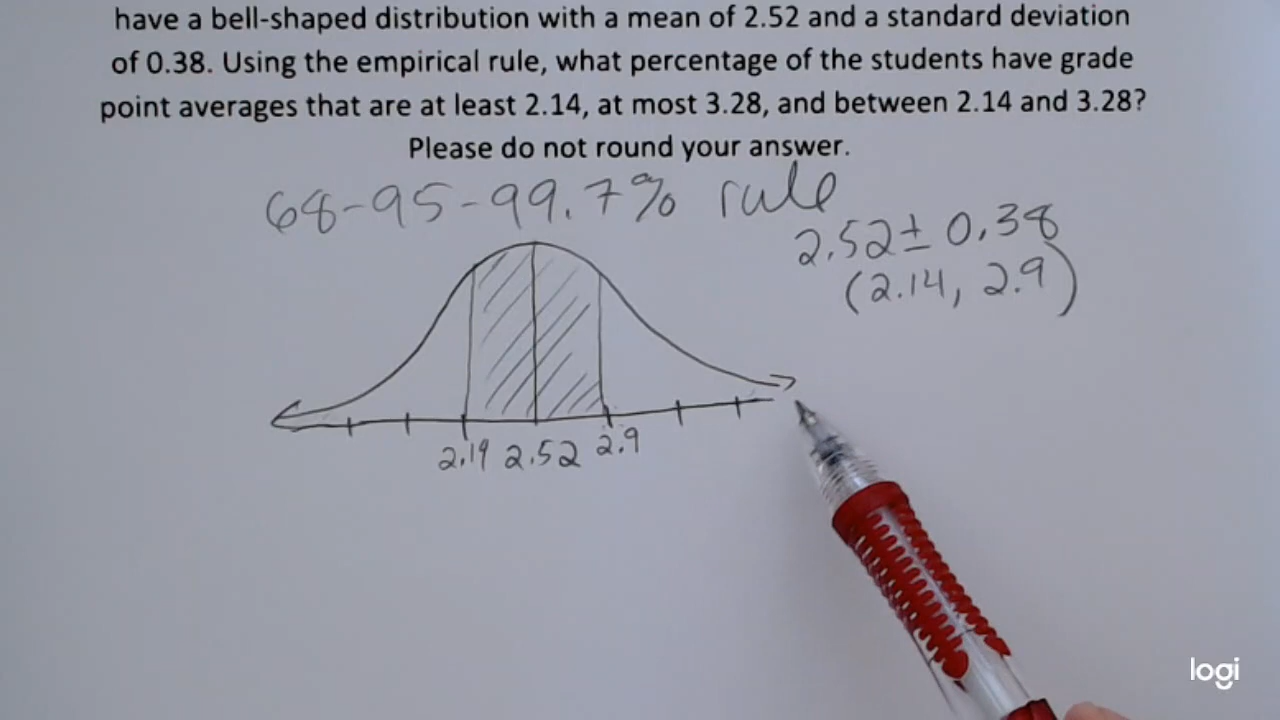 have a bell-shaped distribution with a mean of 2.52 and a standard deviation
of 0.38. Using the empirical rule, what percentage of the students have grade
point averages that are at least 2.14, at most 3.28, and between 2.14 and 3.28?
Please do not round your answer.
68-95-99.7% rule
2.52 ± 0.38
(2.14, 2.9)
2.14 2.52 2.9
logi